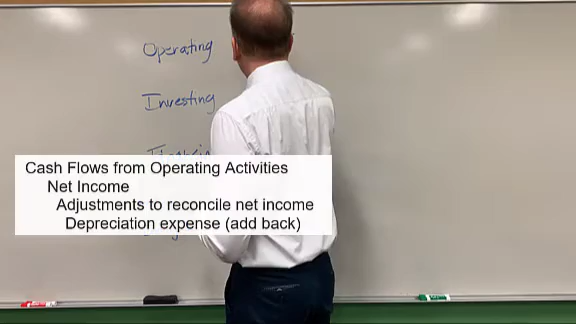 Operating
Investing
Cash Flows from Operating Activities
Net Income
Adjustments to reconcile net income
Depreciation expense (add back)